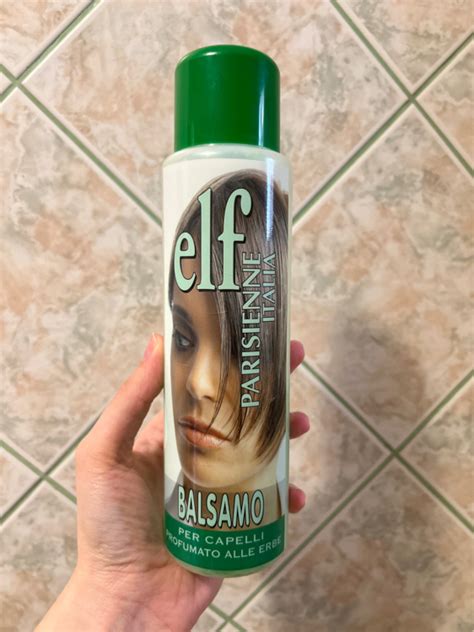 elf
PARISIENNE
ITALIA
BALSAMO
PER CAPELLI
PROFUMATO ALLE ERBE